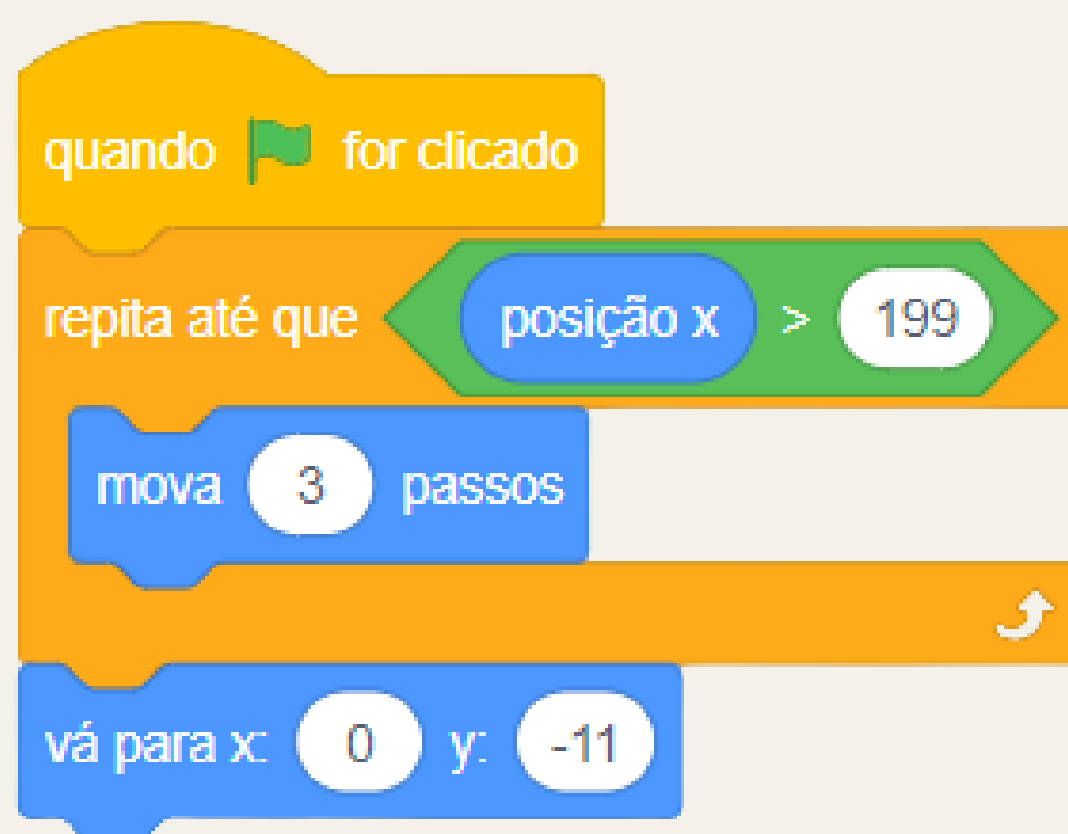 quando for clicado
repita até que posição x > 199
mova 3 passos
vá para x: 0 y: -11